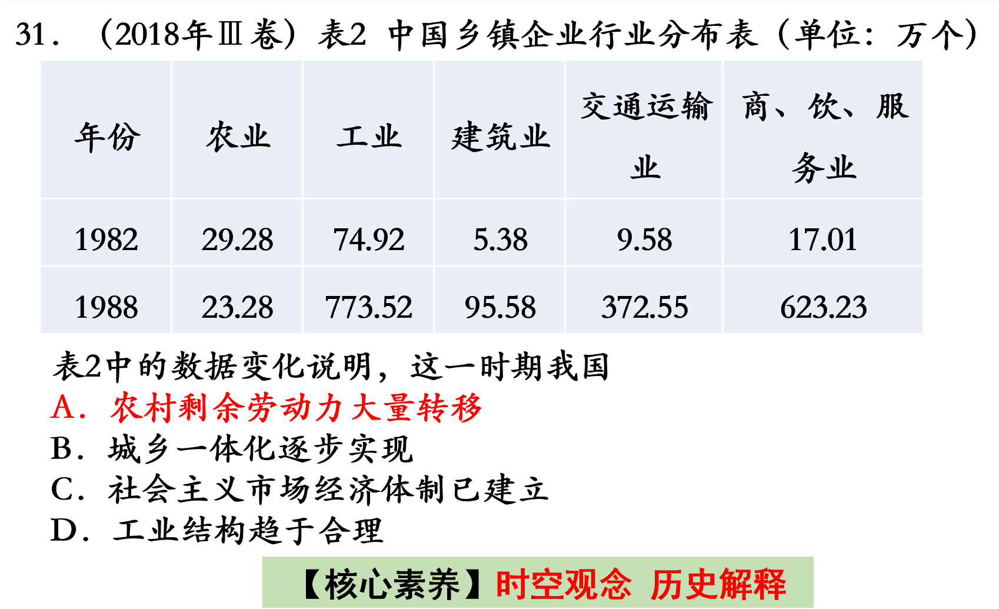 31． （2018年Ⅲ卷）表2 中国乡镇企业行业分布表（单位：万个）
年份 农业 工业 建筑业 交通运输业 商、饮、服务业
1982 29.28 74.92 5.38 9.58 17.01
1988 23.28 773.52 95.58 372.55 623.23
表2中的数据变化说明，这一时期我国
A．农村剩余劳动力大量转移
B．城乡一体化逐步实现
C．社会主义市场经济体制已建立
D．工业结构趋于合理
【核心素养】时空观念 历史解释